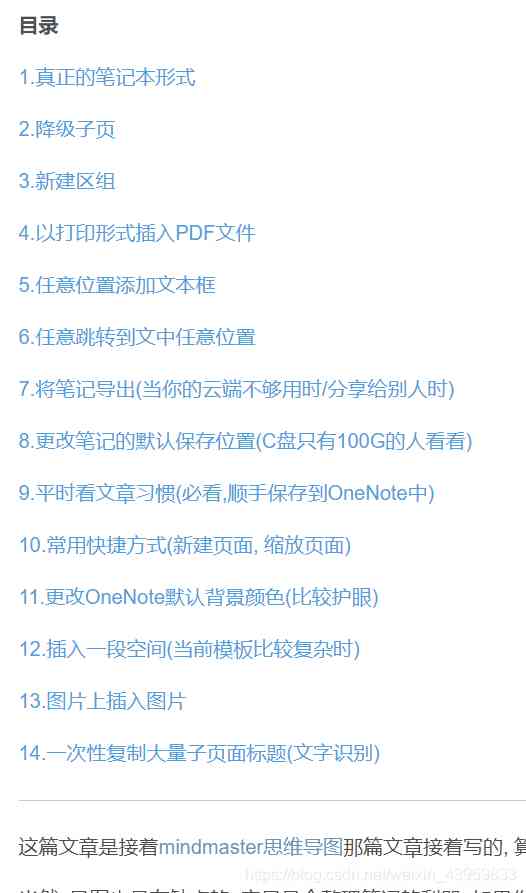 目录
1.真正的笔记本形式
2.降级子页
3.新建区组
4.以打印形式插入PDF文件
5.任意位置添加文本框
6.任意跳转到文中任意位置
7.将笔记导出(当你的云端不够用时/分享给别人时)
8.更改笔记的默认保存位置(C盘只有100G的人看看)
9.平时看文章习惯(必看,顺手保存到OneNote中)
10.常用快捷方式(新建页面, 缩放页面)
11.更改OneNote默认背景颜色(比较护眼)
12.插入一段空间(当前模板比较复杂时)
13.图片上插入图片
14.一次性复制大量子页面标题(文字识别)
这篇文章是接着mindmaster思维导图那篇文章接着写的, 算
https://blog.csdn.net/weixin_43959833